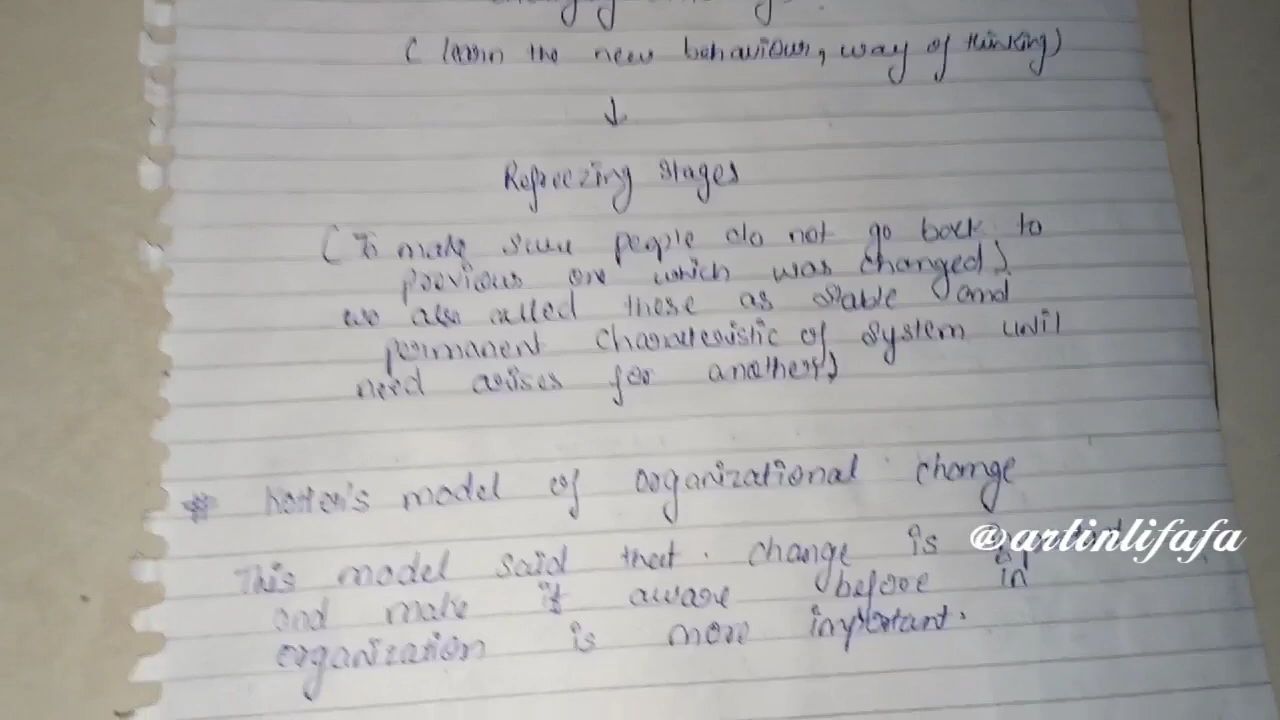 ( learn the new behaviour, way of thinking)
↓
Refreezing stages
( To make sure people do not go back to
previous one which was changed)
we also called these as stable and
permanent characteristic of system until
need arises for another)
# Kotter's model of organizational change
@artinlifafa
This model said that change is
and make it aware before in
organization is more important.